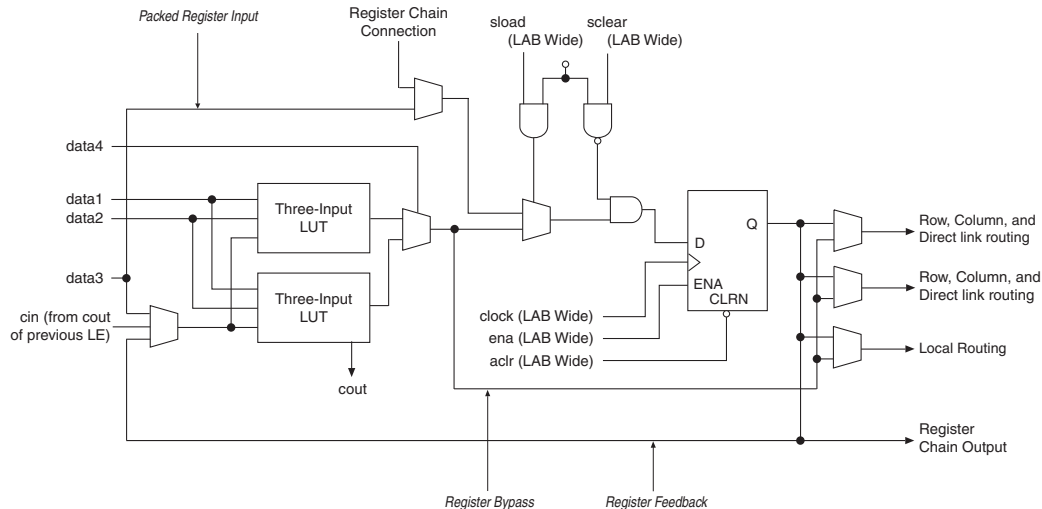 Packed Register Input
Register Chain
Connection
sload
(LAB Wide)
sclear
(LAB Wide)
data4
data1
data2
Three-Input
LUT
data3
Three-Input
LUT
cin (from cout
of previous LE)
cout
D
Q
ENA
CLRN
clock (LAB Wide)
ena (LAB Wide)
aclr (LAB Wide)
Row, Column, and
Direct link routing
Row, Column, and
Direct link routing
Local Routing
Register
Chain Output
Register Bypass
Register Feedback